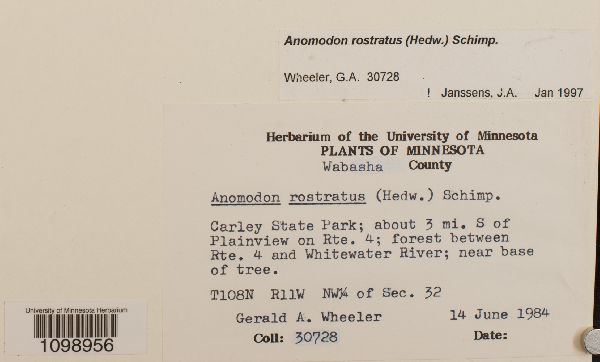 Anomodon rostratus (Hedw.) Schimp.
Wheeler, G.A. 30728
! Janssens, J.A. Jan 1997
Herbarium of the University of Minnesota
PLANTS OF MINNESOTA
Wabasha County
Anomodon rostratus (Hedw.) Schimp.
Carley State Park; about 3 mi. S of
Plainview on Rte. 4; forest between
Rte. 4 and Whitewater River; near base
of tree.
T108N R11W NW¼ of Sec. 32
Gerald A. Wheeler 14 June 1984
Coll: 30728 Date:
University of Minnesota Herbarium
1098956